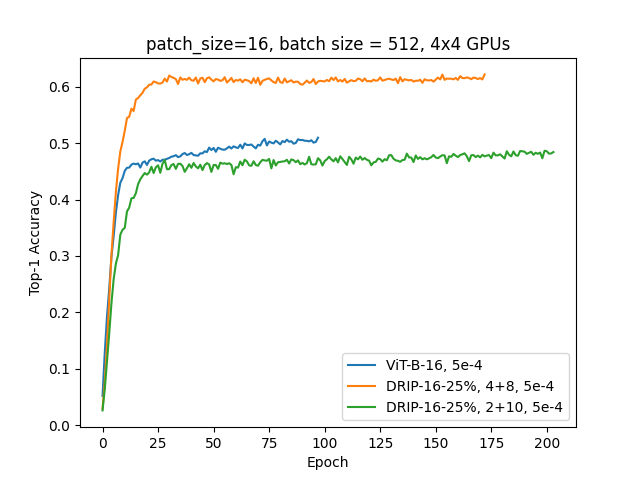 patch_size=16, batch size = 512, 4x4 GPUs
Top-1 Accuracy
0.6
0.5
0.4
0.3
0.2
0.1
0.0
ViT-B-16, 5e-4
DRIP-16-25%, 4+8, 5e-4
DRIP-16-25%, 2+10, 5e-4
0 25 50 75 100 125 150 175 200
Epoch